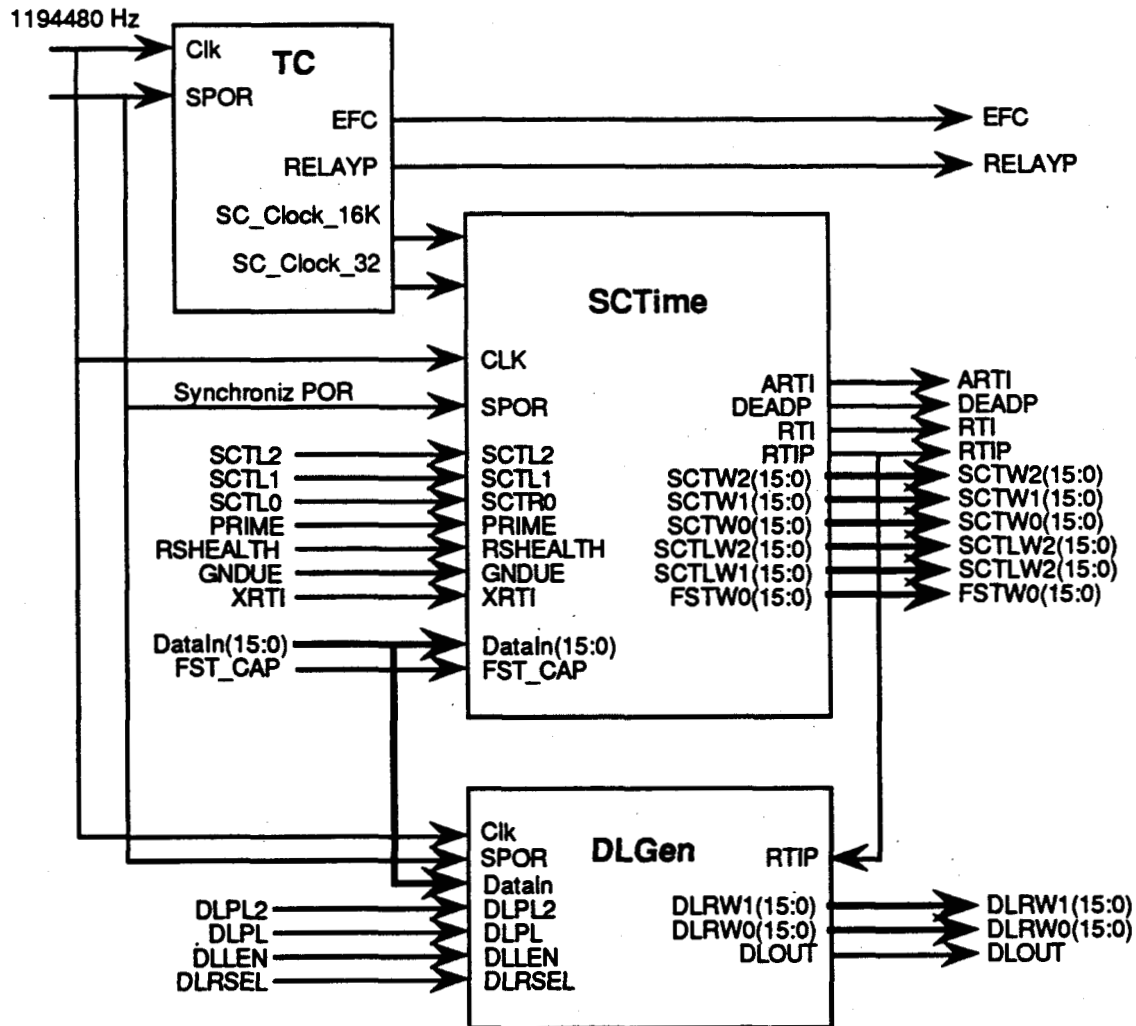 1194480 Hz
Clk
TC
SPOR
EFC
EFC
RELAYP
RELAYP
SC_Clock_16K
SC_Clock_32
SCTime
CLK
Synchroniz POR
SPOR
ARTI
ARTI
DEADP
DEADP
RTI
RTI
RTIP
RTIP
SCTL2
SCTL2
SCTW2(15:0)
SCTW2(15:0)
SCTL1
SCTL1
SCTW1(15:0)
SCTW1(15:0)
SCTL0
SCTR0
SCTW0(15:0)
SCTW0(15:0)
PRIME
PRIME
RSHEALTH
RSHEALTH
SCTLW2(15:0)
SCTLW2(15:0)
GNDUE
GNDUE
SCTLW1(15:0)
SCTLW2(15:0)
XRTI
XRTI
FSTW0(15:0)
FSTW0(15:0)
DataIn(15:0)
DataIn(15:0)
FST_CAP
FST_CAP
Clk
DLGen
SPOR
RTIP
DataIn
DLPL2
DLPL2
DLRW1(15:0)
DLRW1(15:0)
DLPL
DLPL
DLRW0(15:0)
DLRW0(15:0)
DLLEN
DLLEN
DLOUT
DLOUT
DLRSEL
DLRSEL